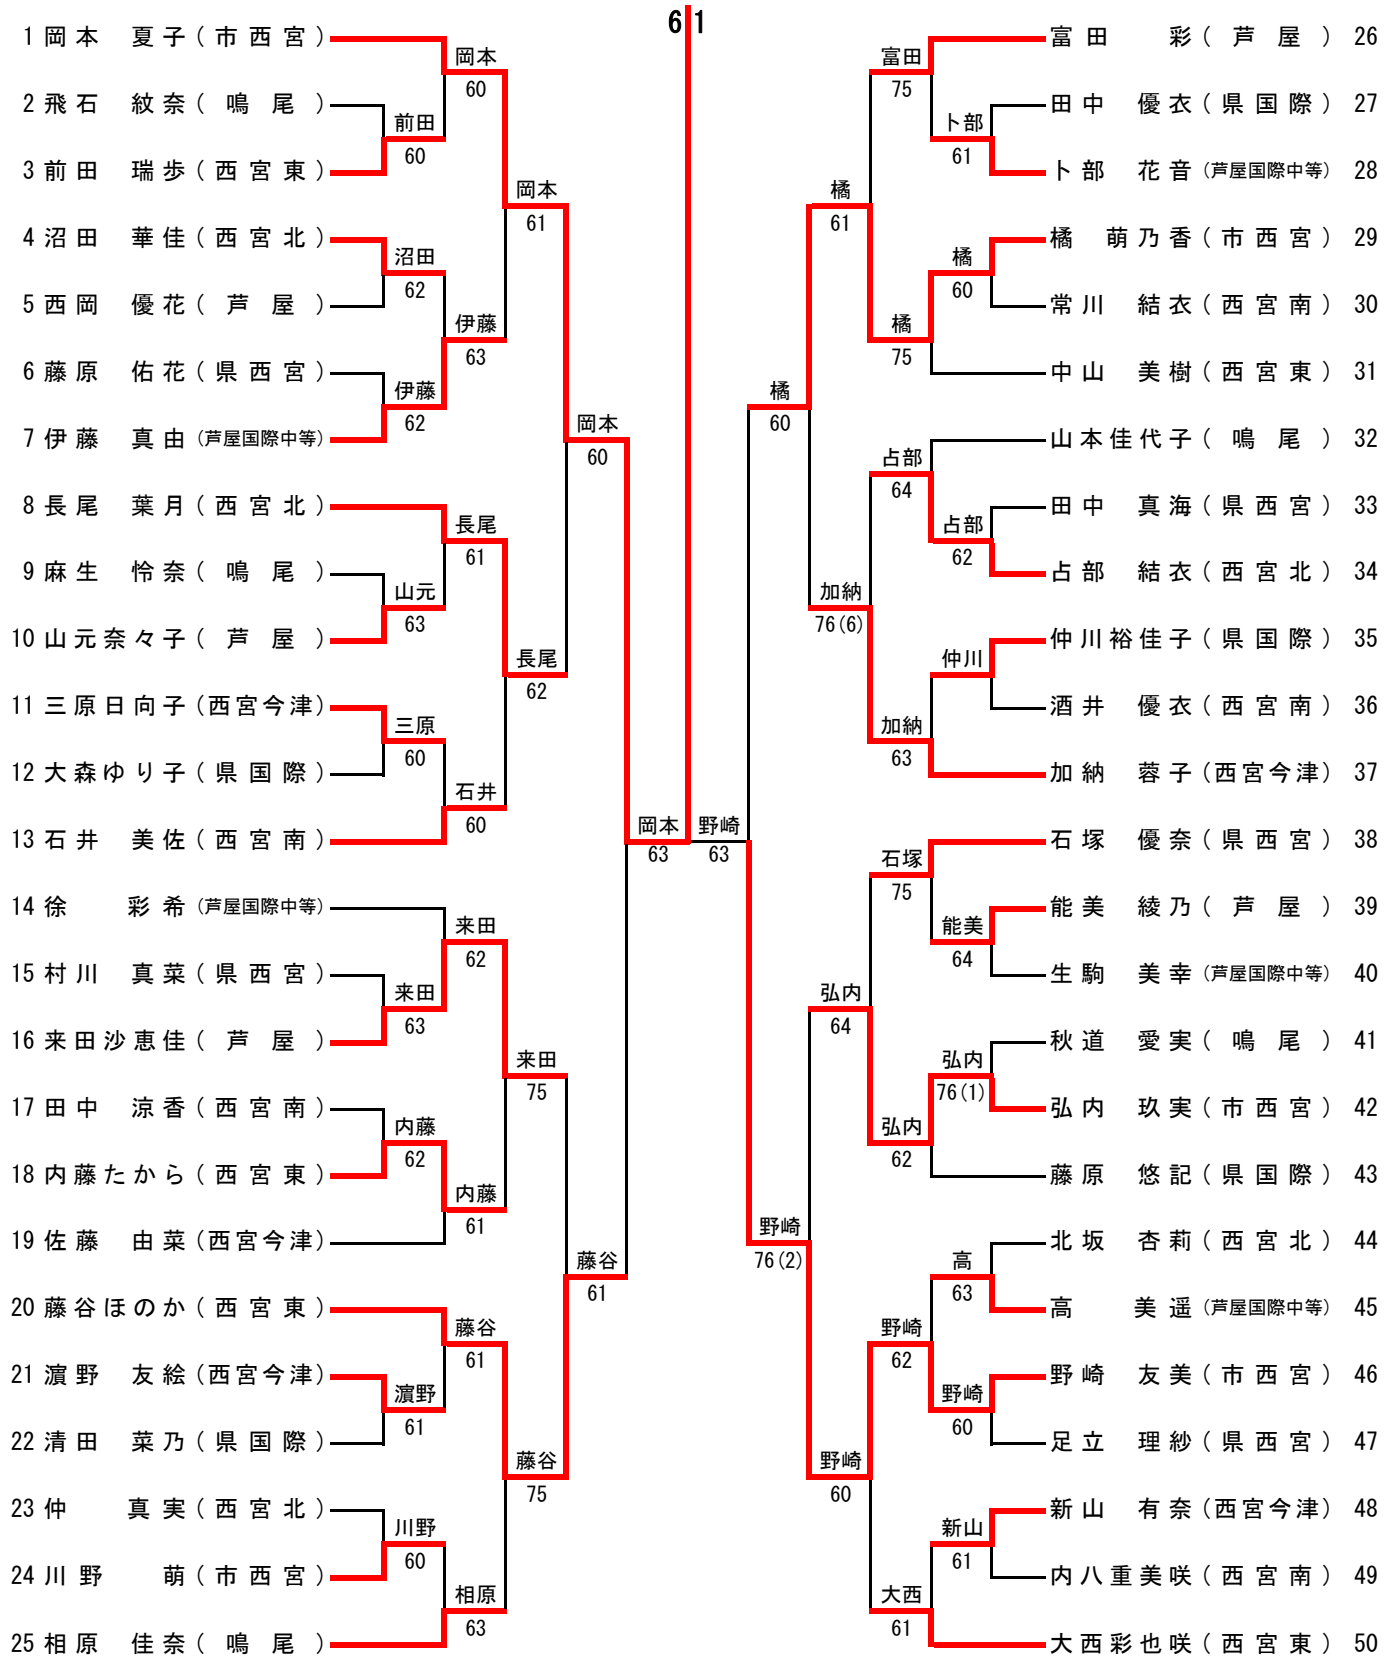 6 1
1 岡本 夏子 (市西宮)
2 飛石 紋奈 (鳴尾)
3 前田 瑞歩 (西宮東)
4 沼田 華佳 (西宮北)
5 西岡 優花 (芦屋)
6 藤原 佑花 (県西宮)
7 伊藤 真由 (芦屋国際中等)
8 長尾 葉月 (西宮北)
9 麻生 怜奈 (鳴尾)
10 山元奈々子 (芦屋)
11 三原日向子 (西宮今津)
12 大森ゆり子 (県国際)
13 石井 美佐 (西宮南)
14 徐 彩希 (芦屋国際中等)
15 村川 真菜 (県西宮)
16 来田沙恵佳 (芦屋)
17 田中 涼香 (西宮南)
18 内藤たから (西宮東)
19 佐藤 由菜 (西宮今津)
20 藤谷ほのか (西宮東)
21 濵野 友絵 (西宮今津)
22 清田 菜乃 (県国際)
23 仲 真実 (西宮北)
24 川野 萌 (市西宮)
25 相原 佳奈 (鳴尾)
前田
60
沼田
62
伊藤
62
山元
63
三原
60
来田
63
内藤
62
濵野
61
川野
60
岡本
60
伊藤
63
長尾
61
石井
60
来田
62
内藤
61
藤谷
61
相原
63
岡本
61
長尾
62
来田
75
藤谷
75
岡本
60
藤谷
61
岡本
63
野崎
63
橘
60
野崎
76(2)
橘
61
加納
76(6)
弘内
64
野崎
60
富田
75
橘
75
占部
64
加納
63
石塚
75
弘内
62
野崎
62
大西
61
卜部
61
橘
60
占部
62
仲川
能美
64
弘内
76(1)
高
63
野崎
60
新山
61
富田 彩 (芦屋) 26
田中 優衣 (県国際) 27
卜部 花音 (芦屋国際中等) 28
橘 萌乃香 (市西宮) 29
常川 結衣 (西宮南) 30
中山 美樹 (西宮東) 31
山本佳代子 (鳴尾) 32
田中 真海 (県西宮) 33
占部 結衣 (西宮北) 34
仲川裕佳子 (県国際) 35
酒井 優衣 (西宮南) 36
加納 蓉子 (西宮今津) 37
石塚 優奈 (県西宮) 38
能美 綾乃 (芦屋) 39
生駒 美幸 (芦屋国際中等) 40
秋道 愛実 (鳴尾) 41
弘内 玖実 (市西宮) 42
藤原 悠記 (県国際) 43
北坂 杏莉 (西宮北) 44
高 美遥 (芦屋国際中等) 45
野崎 友美 (市西宮) 46
足立 理紗 (県西宮) 47
新山 有奈 (西宮今津) 48
内八重美咲 (西宮南) 49
大西彩也咲 (西宮東) 50